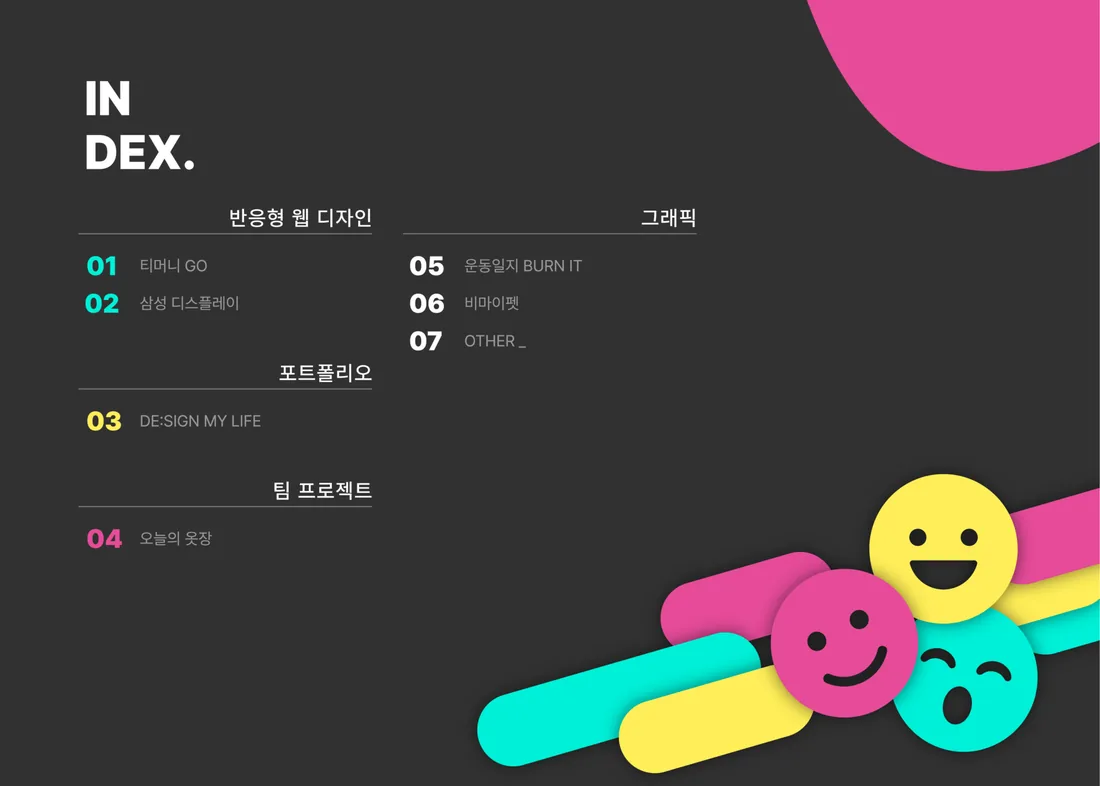 IN
DEX.
반응형 웹 디자인
01 티머니 GO
02 삼성 디스플레이
포트폴리오
03 DE:SIGN MY LIFE
팀 프로젝트
04 오늘의 옷장
그래픽
05 운동일지 BURN IT
06 비마이펫
07 OTHER _